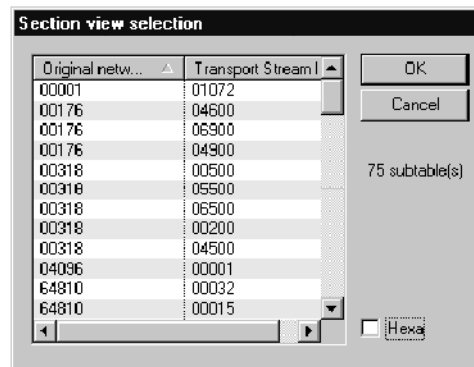 Section view selection
Original netw... Transport Stream I
00001 01072
00176 04600
00176 06900
00176 04900
00318 00500
00318 05500
00318 06500
00318 00200
00318 04500
04096 00001
64810 00032
64810 00015
OK
Cancel
75 subtable(s)
Hexa